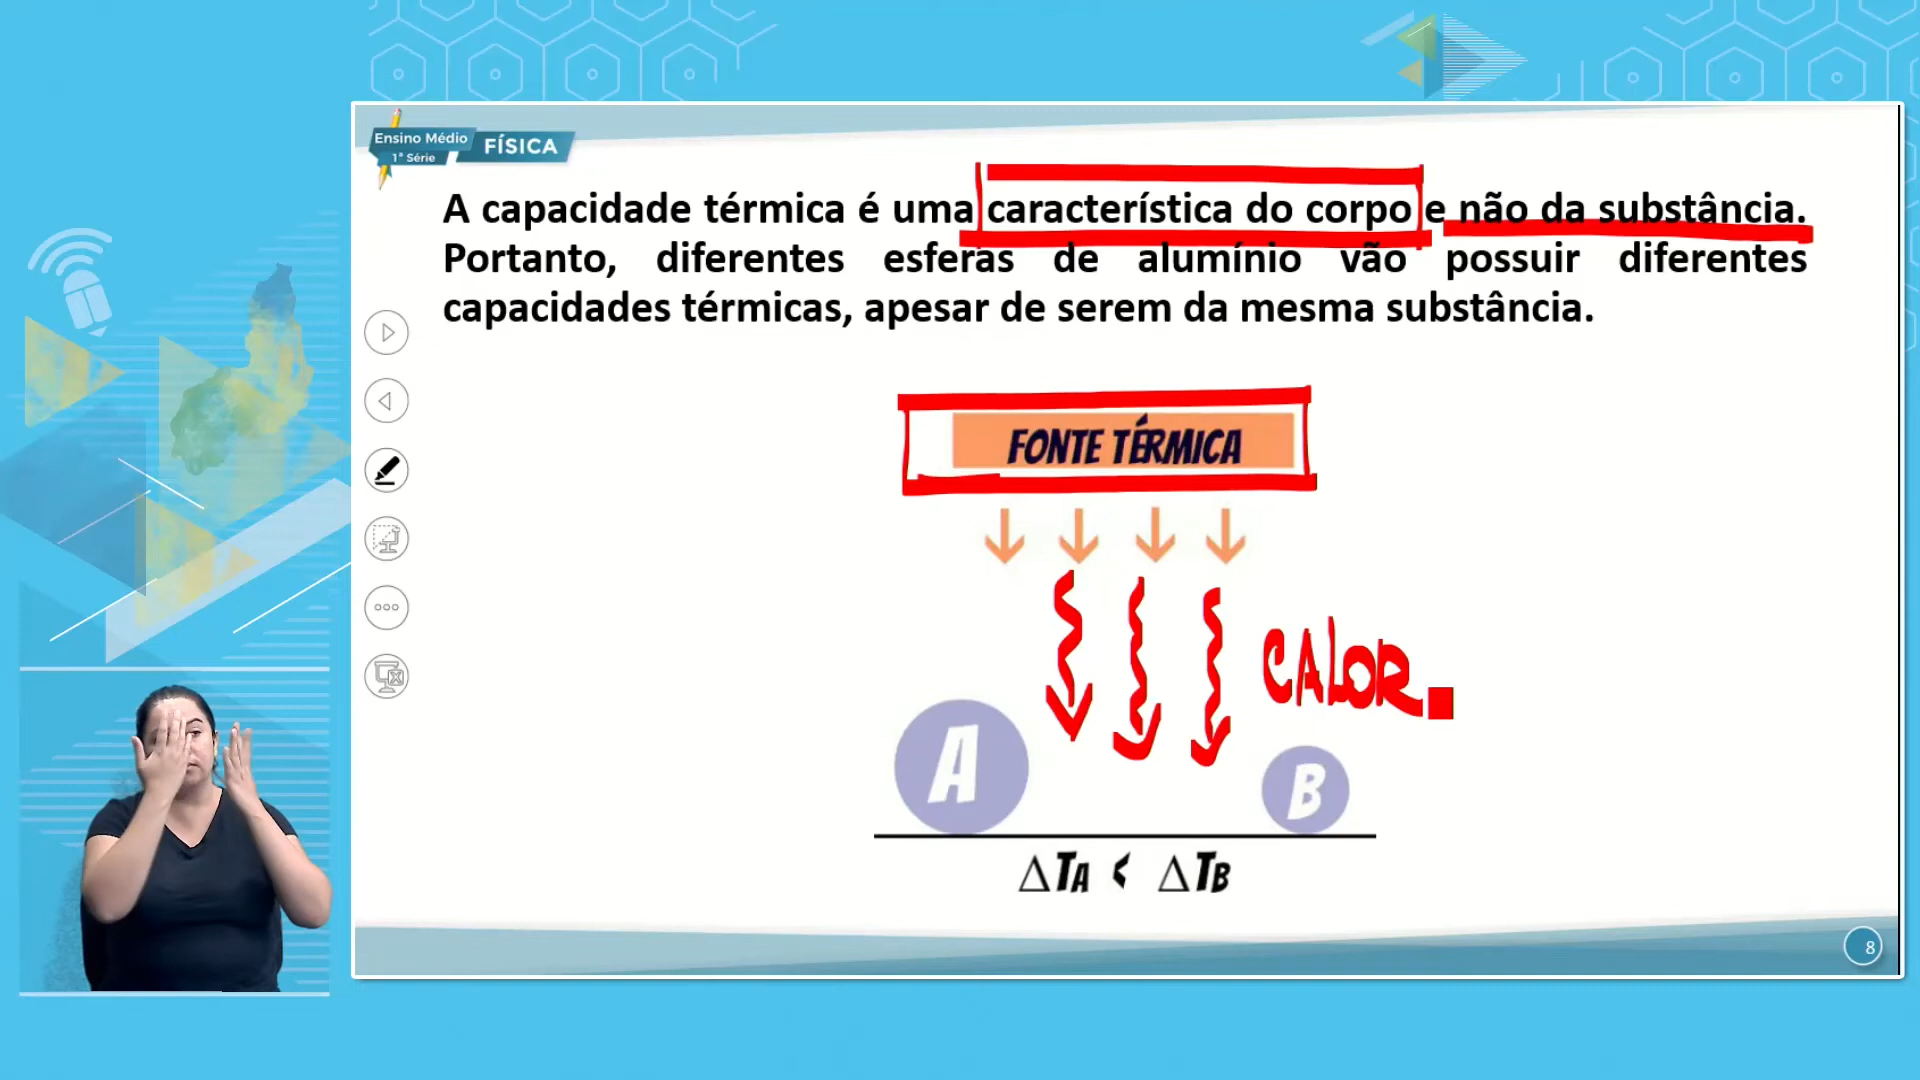 Ensino Médio
1ª Série
FÍSICA
A capacidade térmica é uma característica do corpo e não da substância.
Portanto, diferentes esferas de alumínio vão possuir diferentes
capacidades térmicas, apesar de serem da mesma substância.
FONTE TÉRMICA
CALOR.
A
B
ΔTA < ΔTB
8